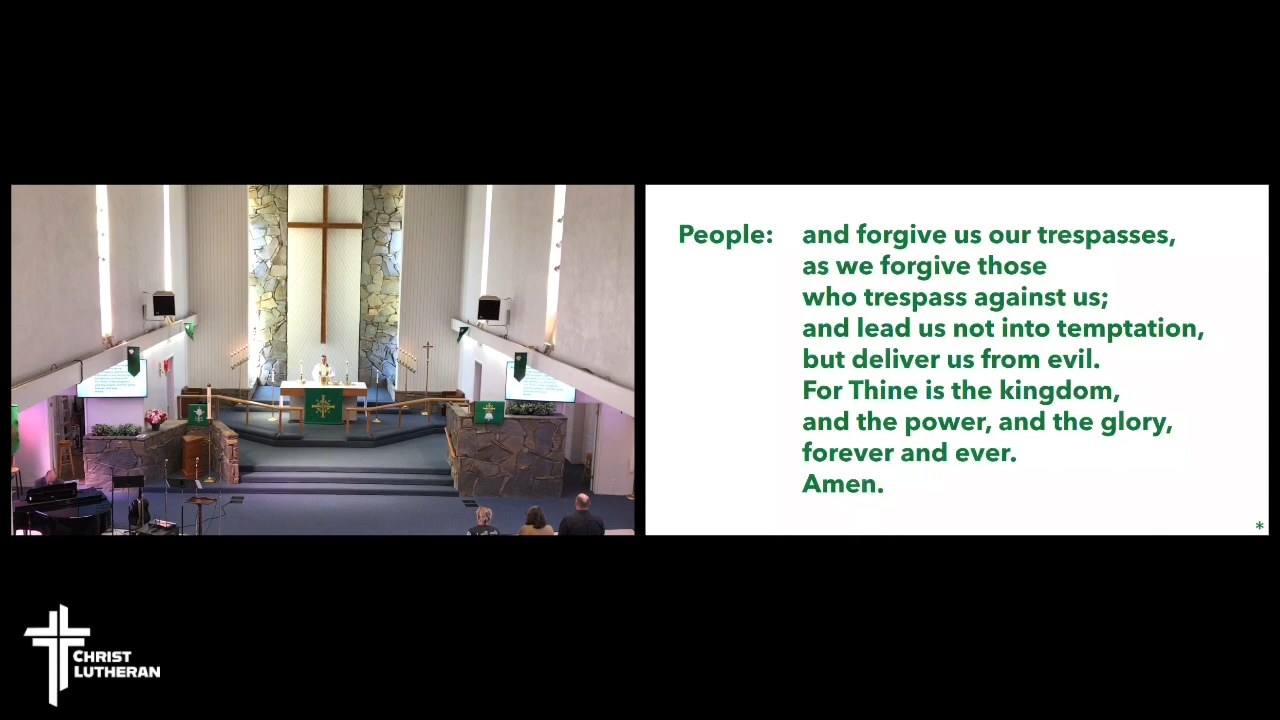 People: and forgive us our trespasses,
as we forgive those
who trespass against us;
and lead us not into temptation,
but deliver us from evil.
For Thine is the kingdom,
and the power, and the glory,
forever and ever.
Amen.
*
CHRIST
LUTHERAN